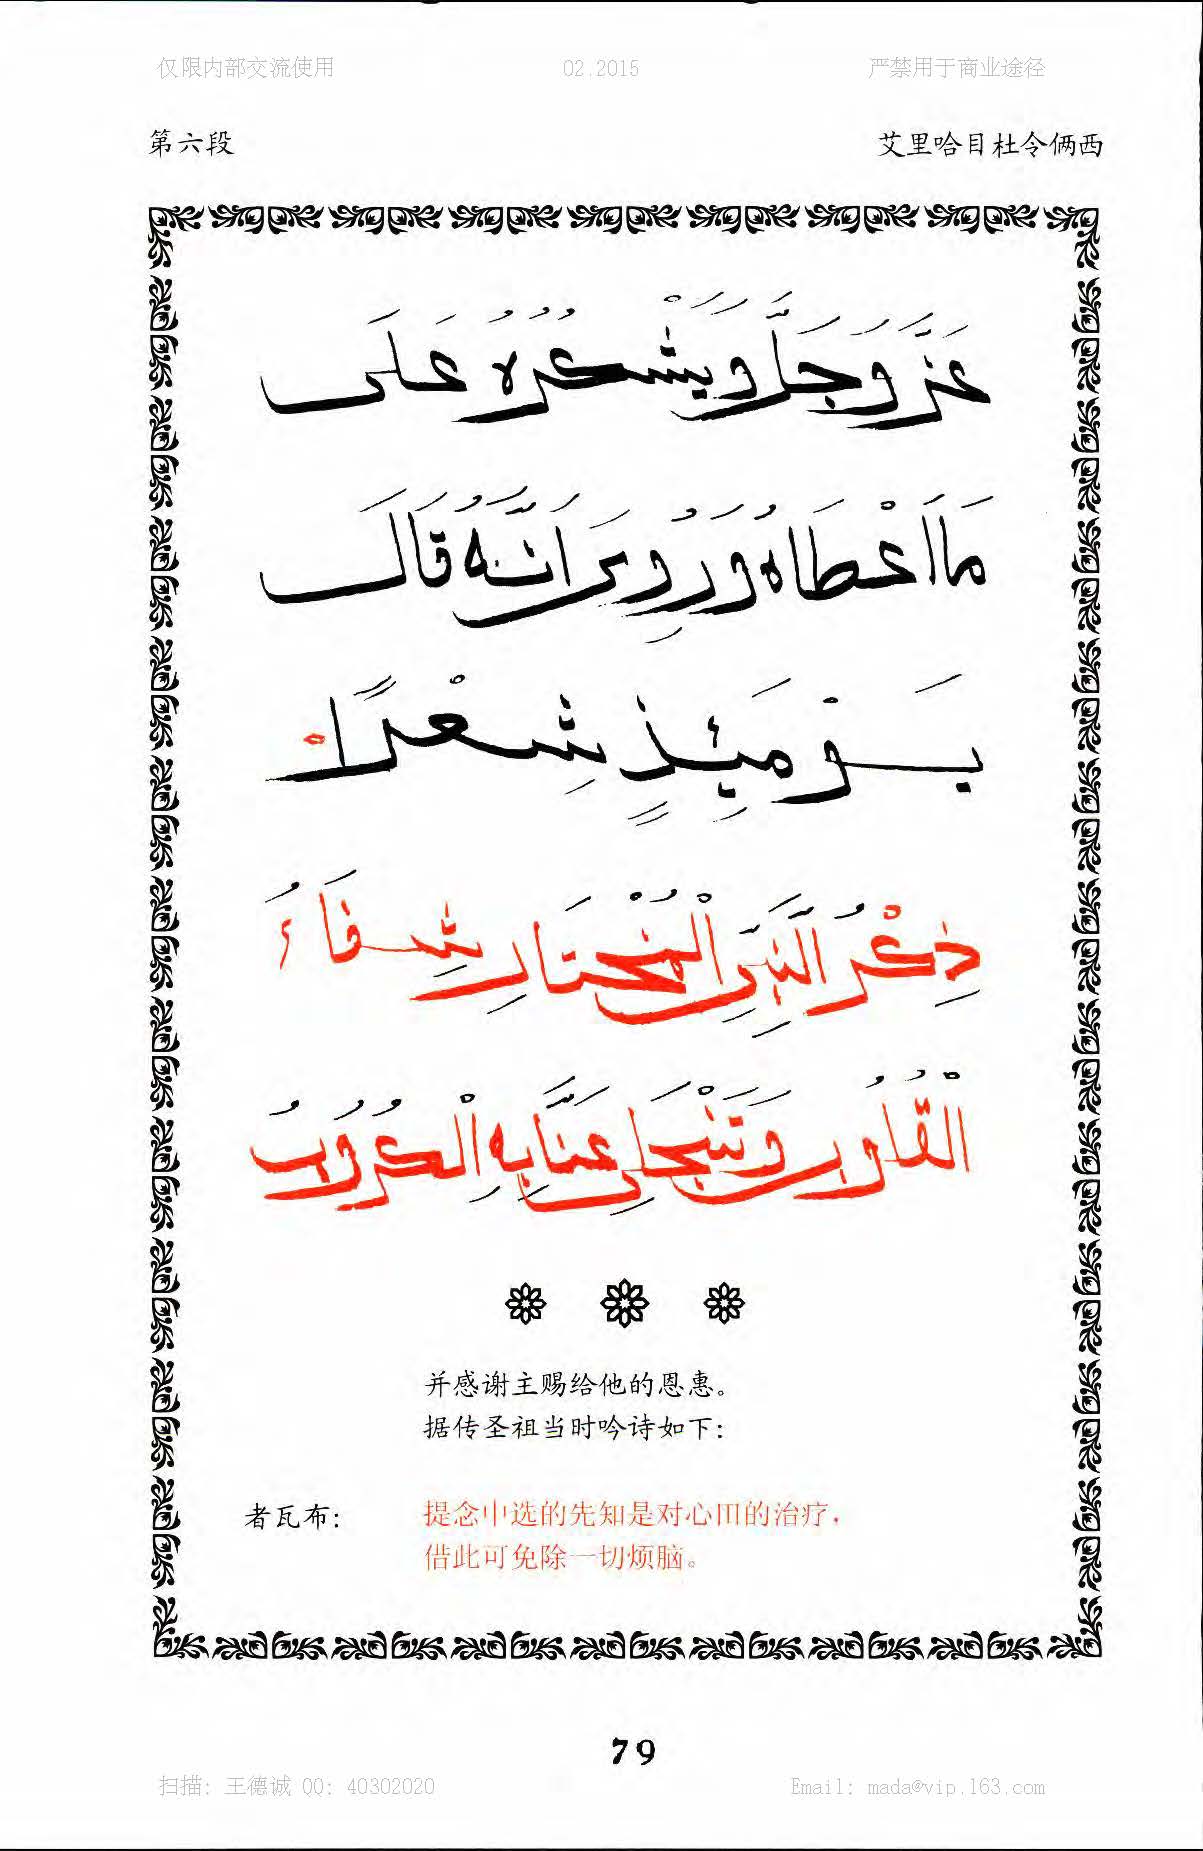 仅限内部交流使用 02.2015 严禁用于商业途径
第六段 艾里哈目杜令俩西
عَزَّ وَجَلَّ وَيَشْكُرُهُ عَلَى
مَا اَعْطَاهُ وَرُوِىَ اَنَّهُ قَالَ
يَوْمَئِذٍ شِعْرًا
ذِكْرُ النَّبِىِّ الْمُخْتَارِ شِفَاءُ
الْقُلُوبِ وَتَنْجَلِى عَنَّا بِهِ الْكُرُوبُ
并感谢主赐给他的恩惠。
据传圣祖当时吟诗如下：
者瓦布： 提念中选的先知是对心田的治疗，
借此可免除一切烦脑。
79
扫描: 王德诚 QQ: 40302020 Email: mada@vip.163.com